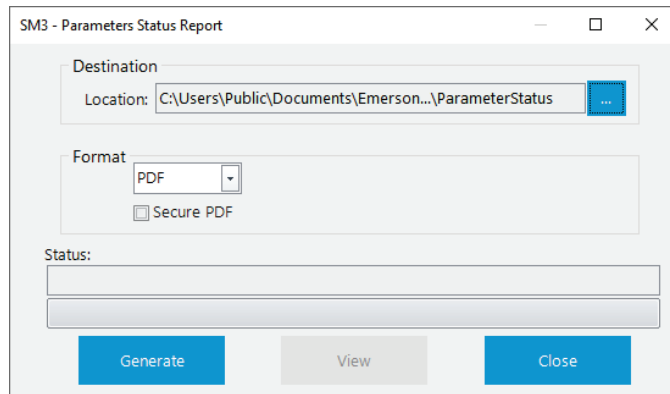 SM3 - Parameters Status Report
Destination
Location: C:\Users\Public\Documents\Emerson...\ParameterStatus ...
Format
PDF
Secure PDF
Status:
Generate View Close